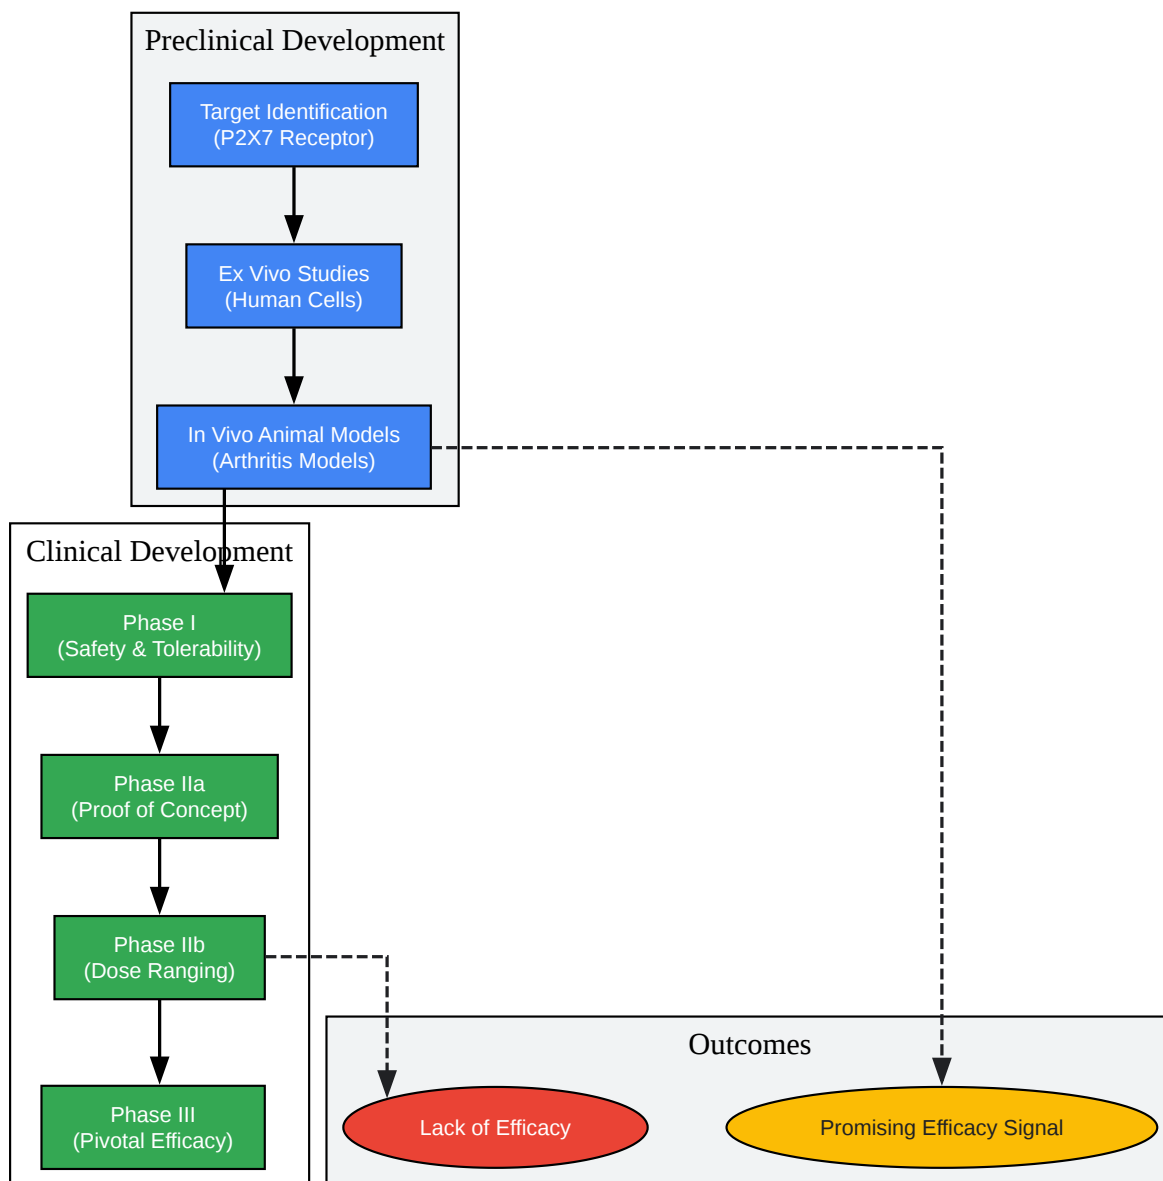 Preclinical Development
Target Identification
(P2X7 Receptor)
Ex Vivo Studies
(Human Cells)
In Vivo Animal Models
(Arthritis Models)
Clinical Development
Phase I
(Safety & Tolerability)
Phase IIa
(Proof of Concept)
Phase IIb
(Dose Ranging)
Phase III
(Pivotal Efficacy)
Outcomes
Lack of Efficacy
Promising Efficacy Signal